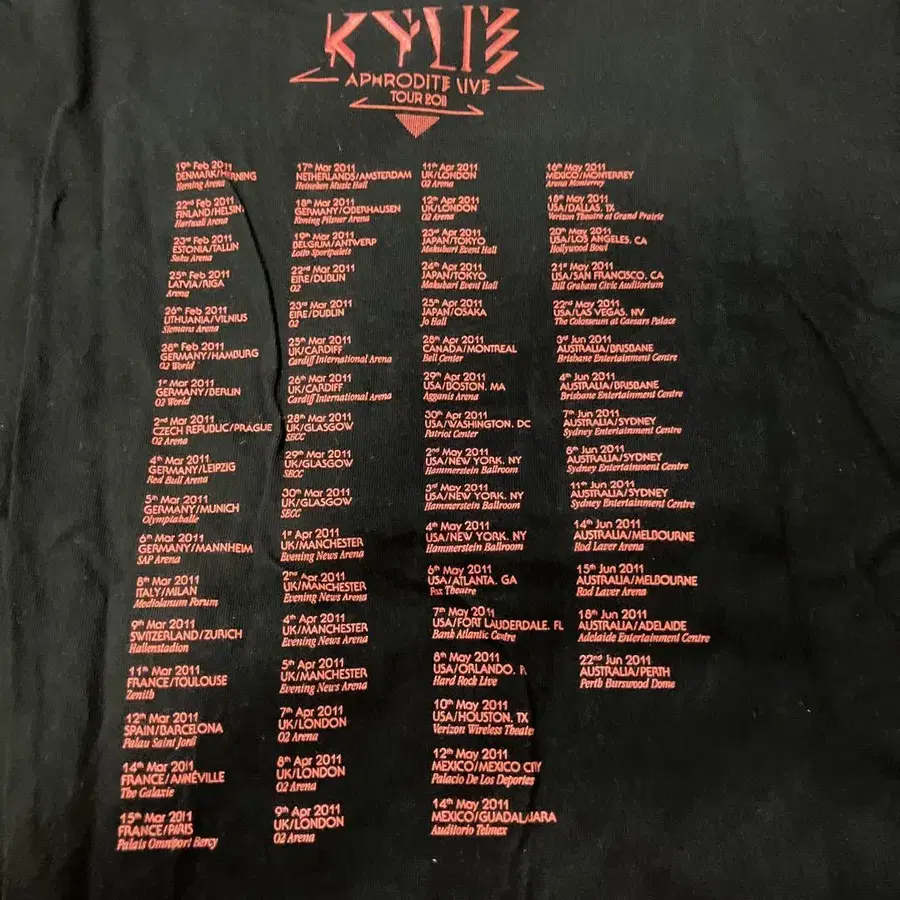 KYLIE
APHRODITE LIVE
TOUR 2011
19th Feb 2011
DENMARK/HERNING
Herning Arena
22nd Feb 2011
FINLAND/HELSIN
Hartwall Arena
23rd Feb 2011
ESTONIA/TALLIN
Saku Arena
25th Feb 2011
LATVIA/RIGA
Arena
26th Feb 2011
LITHUANIA/VILNIUS
Siemans Arena
28th Feb 2011
GERMANY/HAMBURG
O2 World
1st Mar 2011
GERMANY/BERLIN
O2 World
2nd Mar 2011
CZECH REPUBLIC/PRAGUE
O2 Arena
4th Mar 2011
GERMANY/LEIPZIG
Red Bull Arena
5th Mar 2011
GERMANY/MUNICH
Olympiahalle
6th Mar 2011
GERMANY/MANNHEIM
SAP Arena
8th Mar 2011
ITALY/MILAN
Mediolanum Forum
9th Mar 2011
SWITZERLAND/ZURICH
Hallenstadion
11th Mar 2011
FRANCE/TOULOUSE
Zenith
12th Mar 2011
SPAIN/BARCELONA
Palau Saint Jordi
14th Mar 2011
FRANCE/AMNÉVILLE
The Galaxie
15th Mar 2011
FRANCE/PARIS
Palais Omniport Bercy
17th Mar 2011
NETHERLANDS/AMSTERDAM
Heineken Music Hall
18th Mar 2011
GERMANY/OBERHAUSEN
Koning Pilsner Arena
19th Mar 2011
BELGIUM/ANTWERP
Lotto Sportpaleis
22nd Mar 2011
EIRE/DUBLIN
O2
23rd Mar 2011
EIRE/DUBLIN
O2
25th Mar 2011
UK/CARDIFF
Cardiff International Arena
26th Mar 2011
UK/CARDIFF
Cardiff International Arena
28th Mar 2011
UK/GLASGOW
SECC
29th Mar 2011
UK/GLASGOW
SECC
30th Mar 2011
UK/GLASGOW
SECC
1st Apr 2011
UK/MANCHESTER
Evening News Arena
2nd Apr 2011
UK/MANCHESTER
Evening News Arena
4th Apr 2011
UK/MANCHESTER
Evening News Arena
5th Apr 2011
UK/MANCHESTER
Evening News Arena
7th Apr 2011
UK/LONDON
O2 Arena
8th Apr 2011
UK/LONDON
O2 Arena
9th Apr 2011
UK/LONDON
O2 Arena
11th Apr 2011
UK/LONDON
O2 Arena
12th Apr 2011
UK/LONDON
O2 Arena
23rd Apr 2011
JAPAN/TOKYO
Makuhari Event Hall
24th Apr 2011
JAPAN/TOKYO
Makuhari Event Hall
25th Apr 2011
JAPAN/OSAKA
Jo Hall
28th Apr 2011
CANADA/MONTREAL
Bell Center
29th Apr 2011
USA/BOSTON, MA
Agganis Arena
30th Apr 2011
USA/WASHINGTON, DC
Patriot Center
2nd May 2011
USA/NEW YORK, NY
Hammerstein Ballroom
3rd May 2011
USA/NEW YORK, NY
Hammerstein Ballroom
4th May 2011
USA/NEW YORK, NY
Hammerstein Ballroom
6th May 2011
USA/ATLANTA, GA
Fox Theatre
7th May 2011
USA/FORT LAUDERDALE, FL
Bank Atlantic Centre
8th May 2011
USA/ORLANDO, F
Hard Rock Live
10th May 2011
USA/HOUSTON, TX
Verizon Wireless Theate
12th May 2011
MEXICO/MEXICO CITY
Palacio De Los Deportes
14th May 2011
MEXICO/GUADALAJARA
Auditorio Telmex
16th May 2011
MEXICO/MONTERREY
Arena Monterrey
18th May 2011
USA/DALLAS, TX
Verizon Theatre at Grand Prairie
20th May 2011
USA/LOS ANGELES, CA
Hollywood Bowl
21st May 2011
USA/SAN FRANCISCO, CA
Bill Graham Civic Auditorium
22nd May 2011
USA/LAS VEGAS, NV
The Colosseum at Caesars Palace
3rd Jun 2011
AUSTRALIA/BRISBANE
Brisbane Entertainment Centre
4th Jun 2011
AUSTRALIA/BRISBANE
Brisbane Entertainment Centre
7th Jun 2011
AUSTRALIA/SYDNEY
Sydney Entertainment Centre
8th Jun 2011
AUSTRALIA/SYDNEY
Sydney Entertainment Centre
11th Jun 2011
AUSTRALIA/SYDNEY
Sydney Entertainment Centre
14th Jun 2011
AUSTRALIA/MELBOURNE
Rod Laver Arena
15th Jun 2011
AUSTRALIA/MELBOURNE
Rod Laver Arena
18th Jun 2011
AUSTRALIA/ADELAIDE
Adelaide Entertainment Centre
22nd Jun 2011
AUSTRALIA/PERTH
Perth Burswood Dome